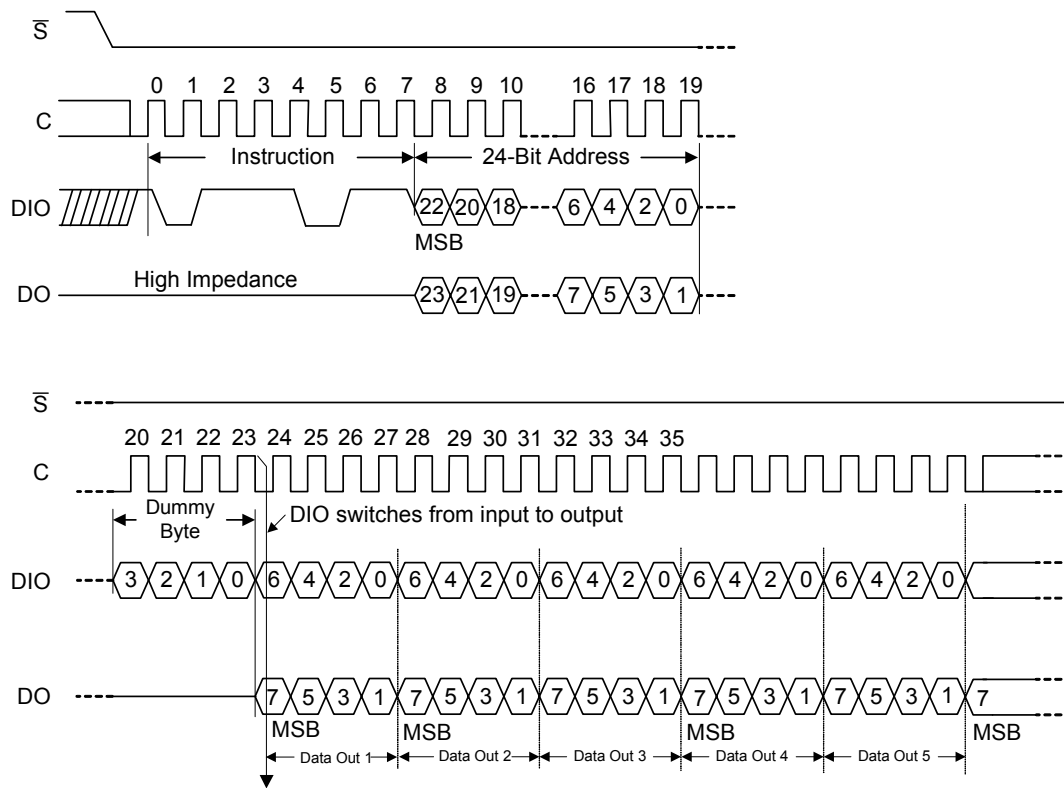 S
0 1 2 3 4 5 6 7 8 9 10 16 17 18 19
C
Instruction 24-Bit Address
DIO 22 20 18 6 4 2 0
MSB
High Impedance
DO 23 21 19 7 5 3 1
S
20 21 22 23 24 25 26 27 28 29 30 31 32 33 34 35
C
Dummy
Byte
DIO switches from input to output
DIO 3 2 1 0 6 4 2 0 6 4 2 0 6 4 2 0 6 4 2 0 6 4 2 0
DO 7 5 3 1 7 5 3 1 7 5 3 1 7 5 3 1 7 5 3 1 7
MSB MSB MSB MSB
Data Out 1 Data Out 2 Data Out 3 Data Out 4 Data Out 5